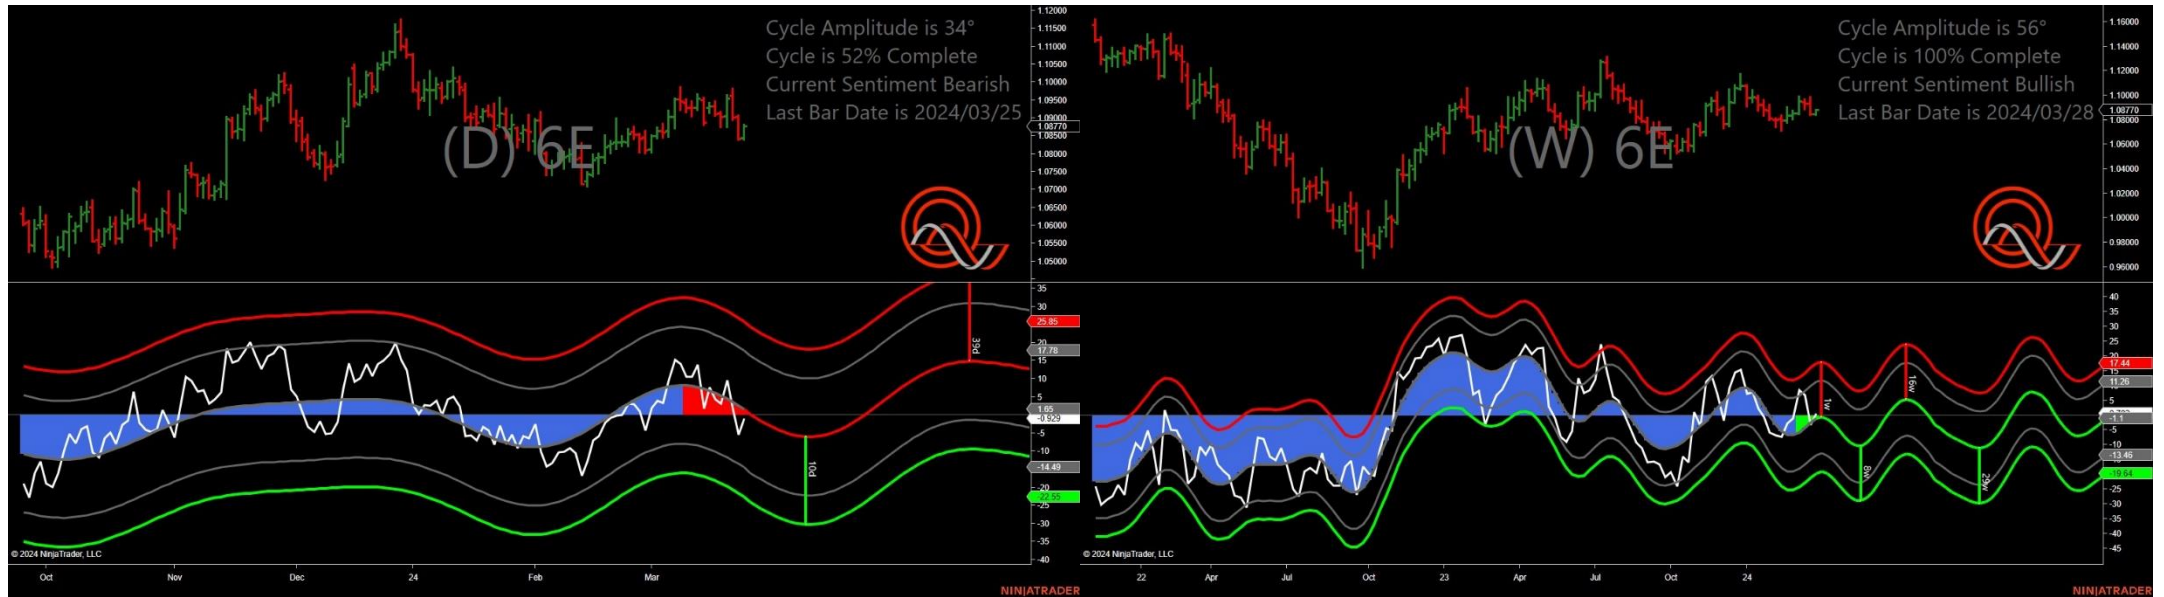 Cycle Amplitude is 34°
Cycle is 52% Complete
Current Sentiment Bearish
Last Bar Date is 2024/03/25
(D) 6E
1.12000
1.11500
1.11000
1.10500
1.10000
1.09500
1.09000
1.08770
1.08500
1.08000
1.07500
1.07000
1.06500
1.06000
1.05500
1.05000
35
30
25.85
20
17.78
15
10
5
1.65
-0.929
-5
-10
-14.49
-20
-22.55
-30
-35
-40
39d
10d
© 2024 NinjaTrader, LLC
Oct
Nov
Dec
24
Feb
Mar
NINJATRADER
Cycle Amplitude is 56°
Cycle is 100% Complete
Current Sentiment Bullish
Last Bar Date is 2024/03/28
(W) 6E
1.16000
1.14000
1.12000
1.10000
1.08770
1.08000
1.06000
1.04000
1.02000
1.00000
0.98000
0.96000
40
35
30
25
20
17.44
15
11.26
5
-1.1
-5
-10
-13.46
-19.64
-25
-30
-35
-40
-45
1w
16w
8w
29w
© 2024 NinjaTrader, LLC
22
Apr
Jul
Oct
23
Apr
Jul
Oct
24
NINJATRADER